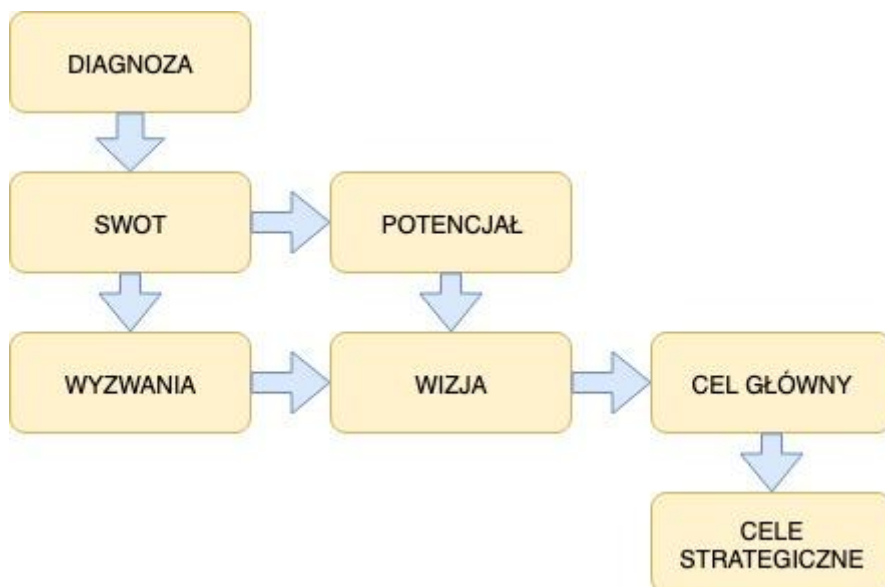 DIAGNOZA
SWOT
POTENCJAŁ
WYZWANIA
WIZJA
CEL GŁÓWNY
CELE
STRATEGICZNE